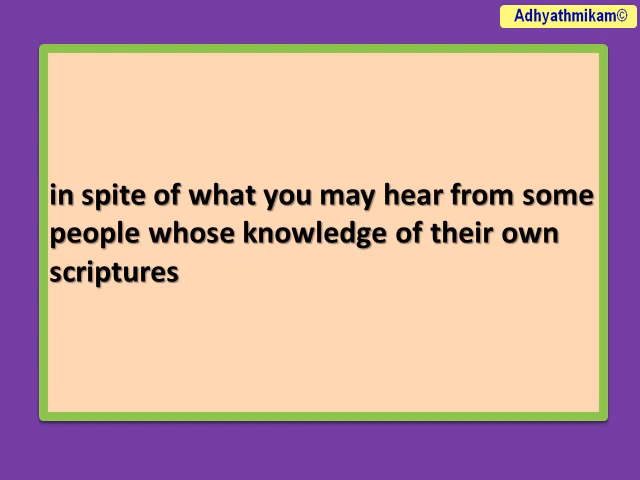 Adhyathmikam©
in spite of what you may hear from some
people whose knowledge of their own
scriptures